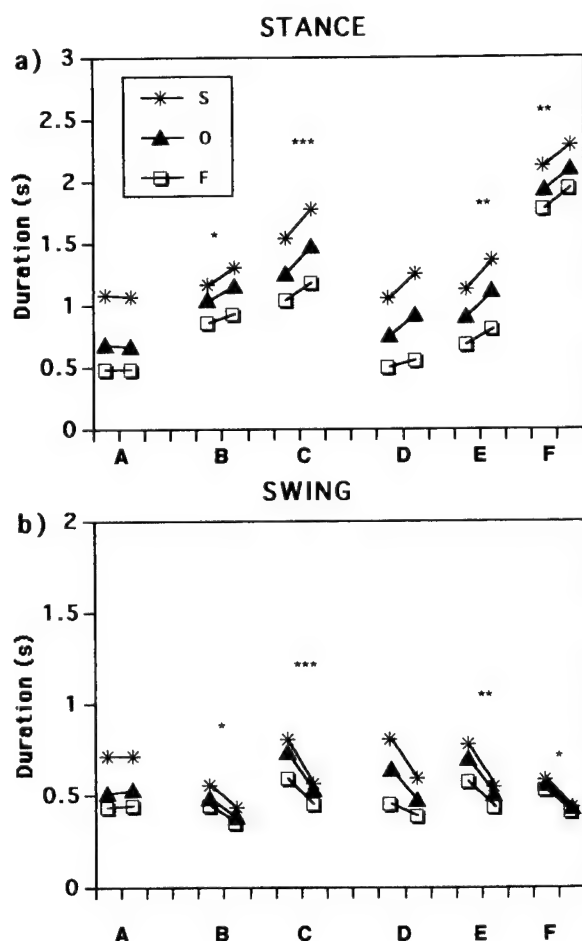 STANCE
a)
3
2.5
2
1.5
1
0.5
0
Duration (s)
S
O
F
*
***
**
**
A B C D E F
SWING
b)
2
1.5
1
0.5
0
Duration (s)
*
***
**
*
A B C D E F